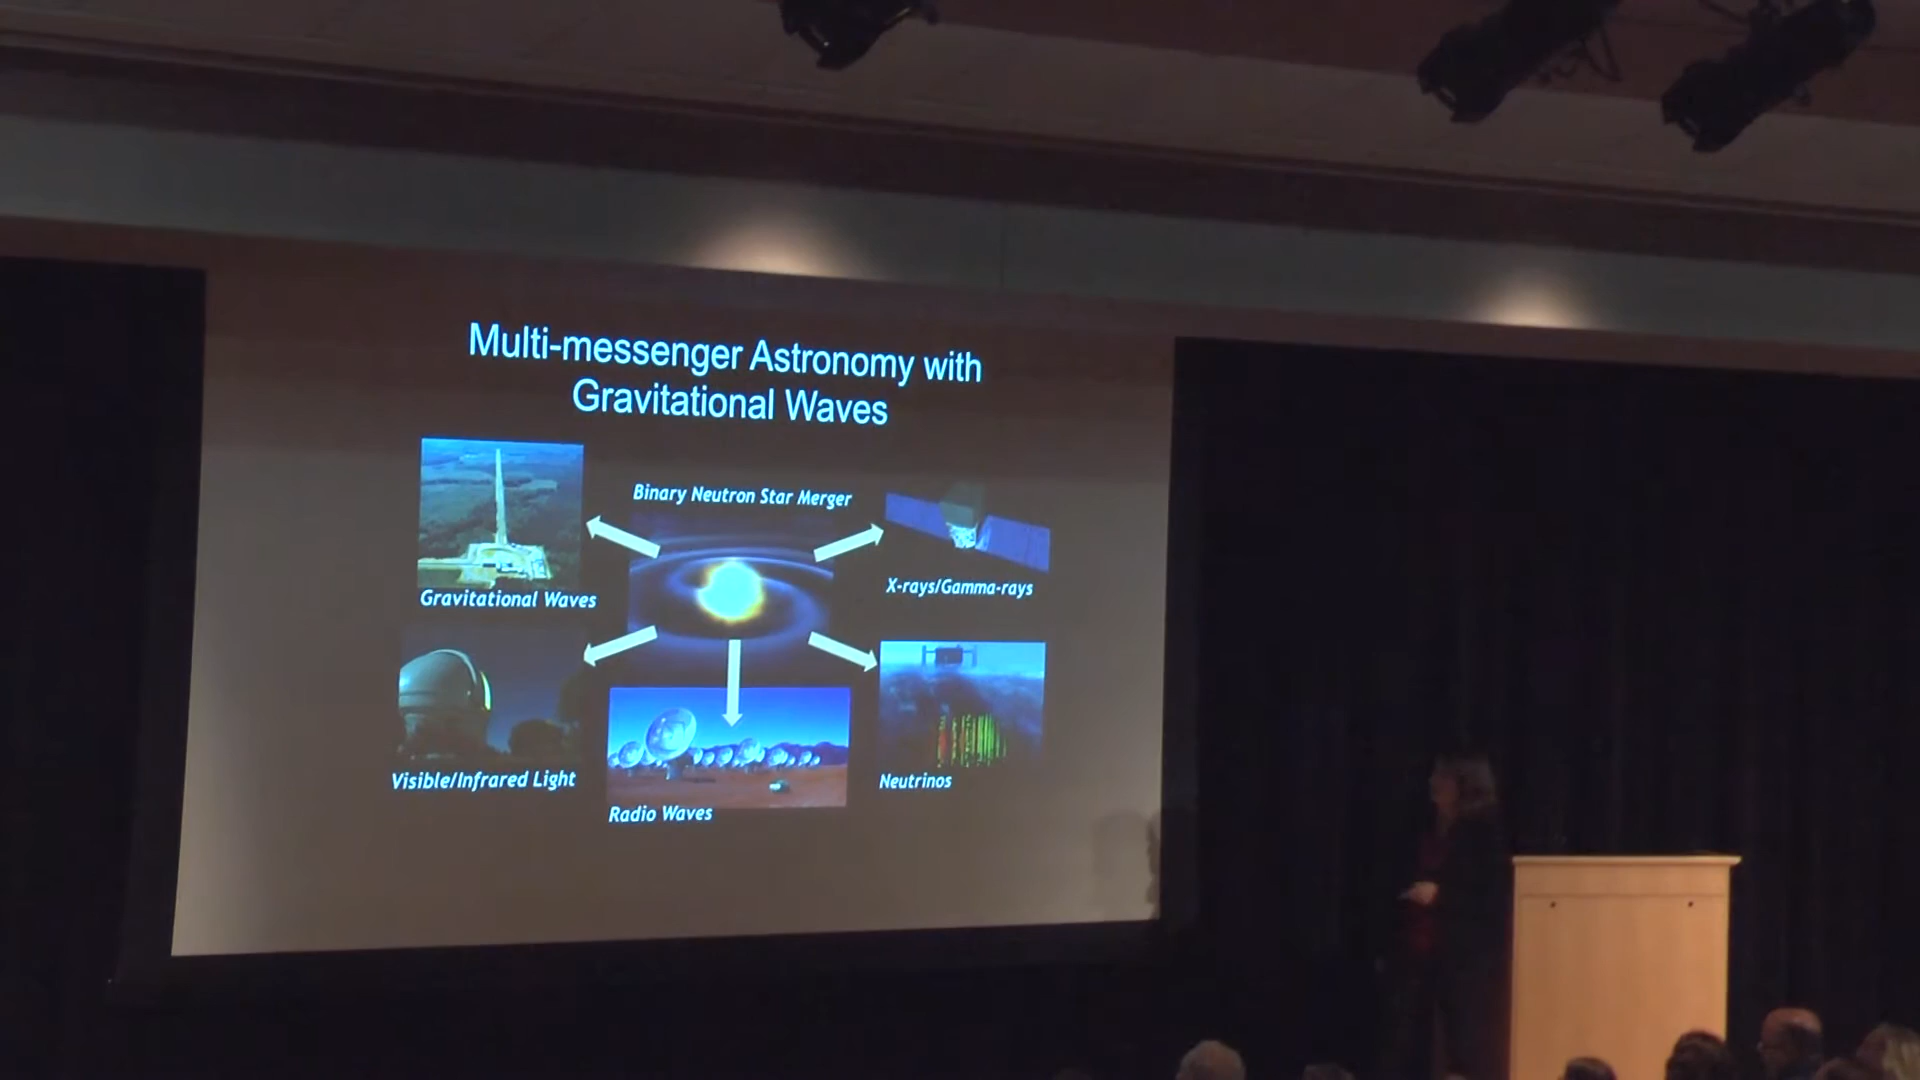 Multi-messenger Astronomy with
Gravitational Waves
Binary Neutron Star Merger
Gravitational Waves
X-rays/Gamma-rays
Visible/Infrared Light
Radio Waves
Neutrinos